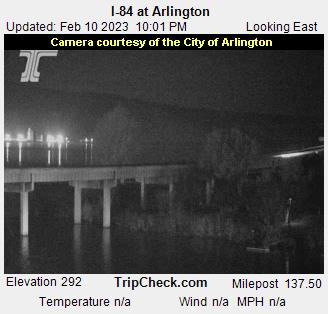 I-84 at Arlington
Updated: Feb 10 2023 10:01 PM Looking East
Camera courtesy of the City of Arlington
Elevation 292 TripCheck.com Milepost 137.50
Temperature n/a Wind n/a MPH n/a